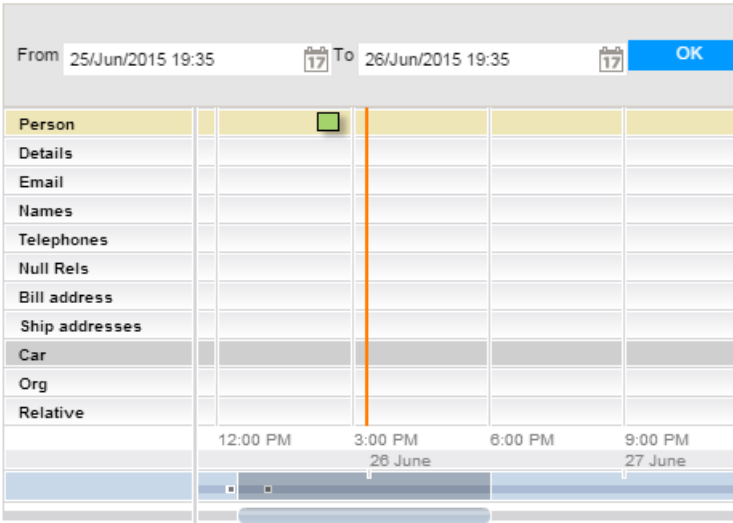 From 25/Jun/2015 19:35 17 To 26/Jun/2015 19:35 17 OK
Person
Details
Email
Names
Telephones
Null Rels
Bill address
Ship addresses
Car
Org
Relative
12:00 PM 3:00 PM 6:00 PM 9:00 PM
26 June 27 June